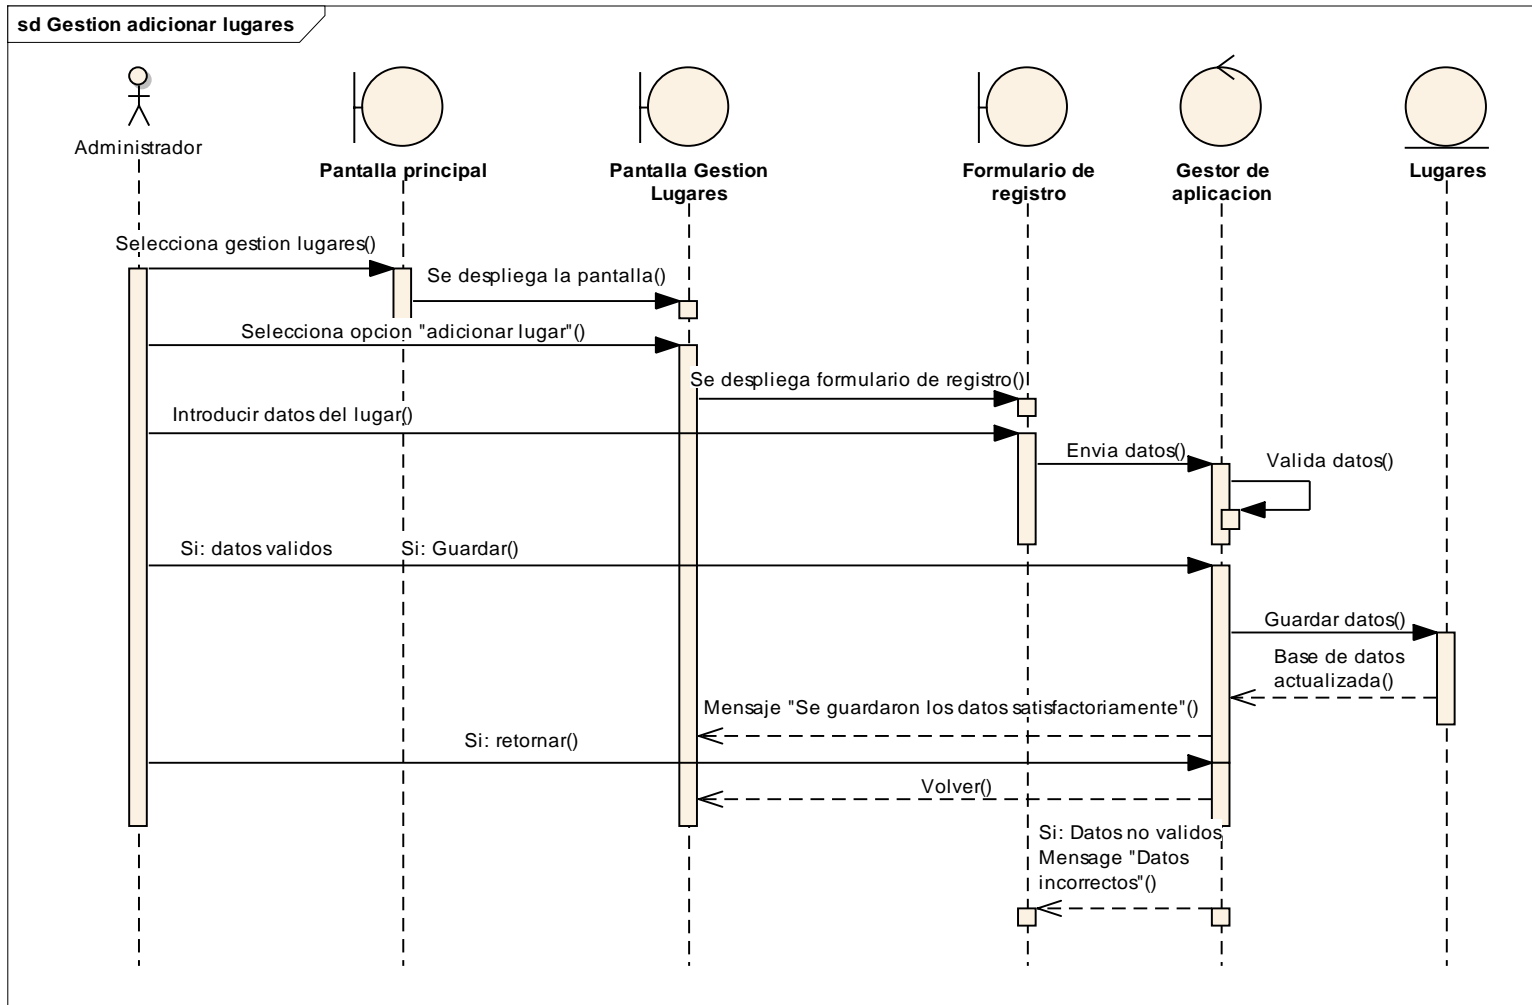 sd Gestion adicionar lugares
Administrador
Pantalla principal
Pantalla Gestion
Lugares
Formulario de
registro
Gestor de
aplicacion
Lugares
Selecciona gestion lugares()
Se despliega la pantalla()
Selecciona opcion "adicionar lugar"()
Se despliega formulario de registro()
Introducir datos del lugar()
Envia datos()
Valida datos()
Si: datos validos
Si: Guardar()
Guardar datos()
Base de datos
actualizada()
Mensaje "Se guardaron los datos satisfactoriamente"()
Si: retornar()
Volver()
Si: Datos no validos
Mensage "Datos
incorrectos"()